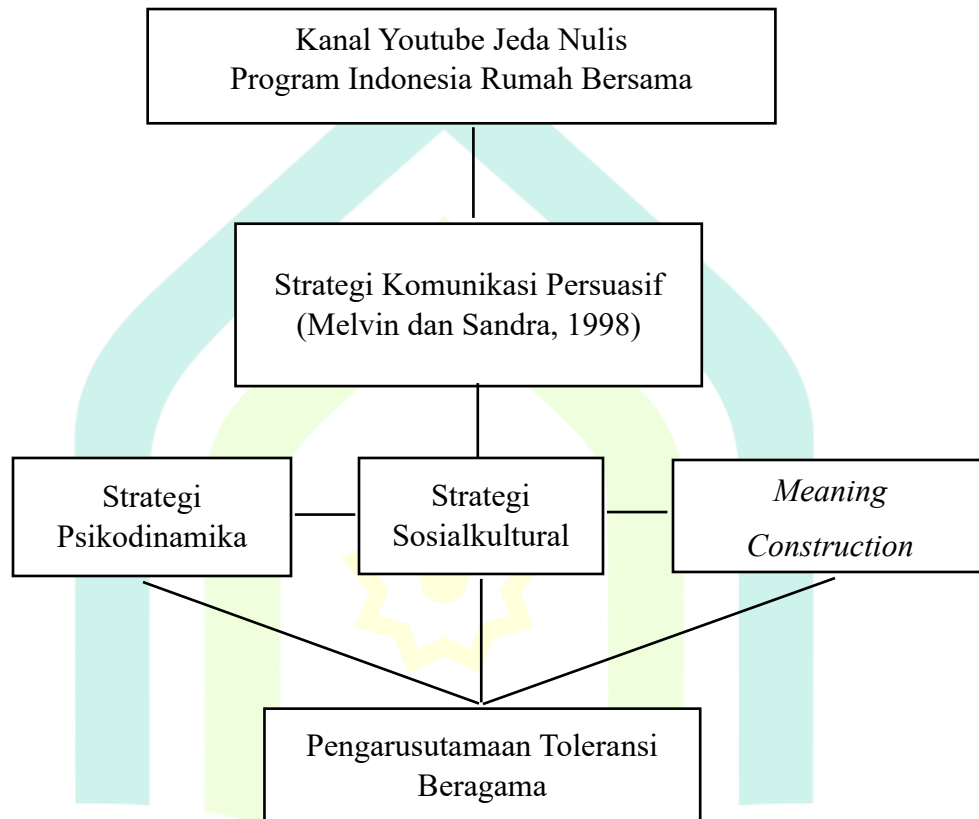 Kanal Youtube Jeda Nulis
Program Indonesia Rumah Bersama
Strategi Komunikasi Persuasif
(Melvin dan Sandra, 1998)
Strategi
Psikodinamika
Strategi
Sosialkultural
Meaning
Construction
Pengarusutamaan Toleransi
Beragama